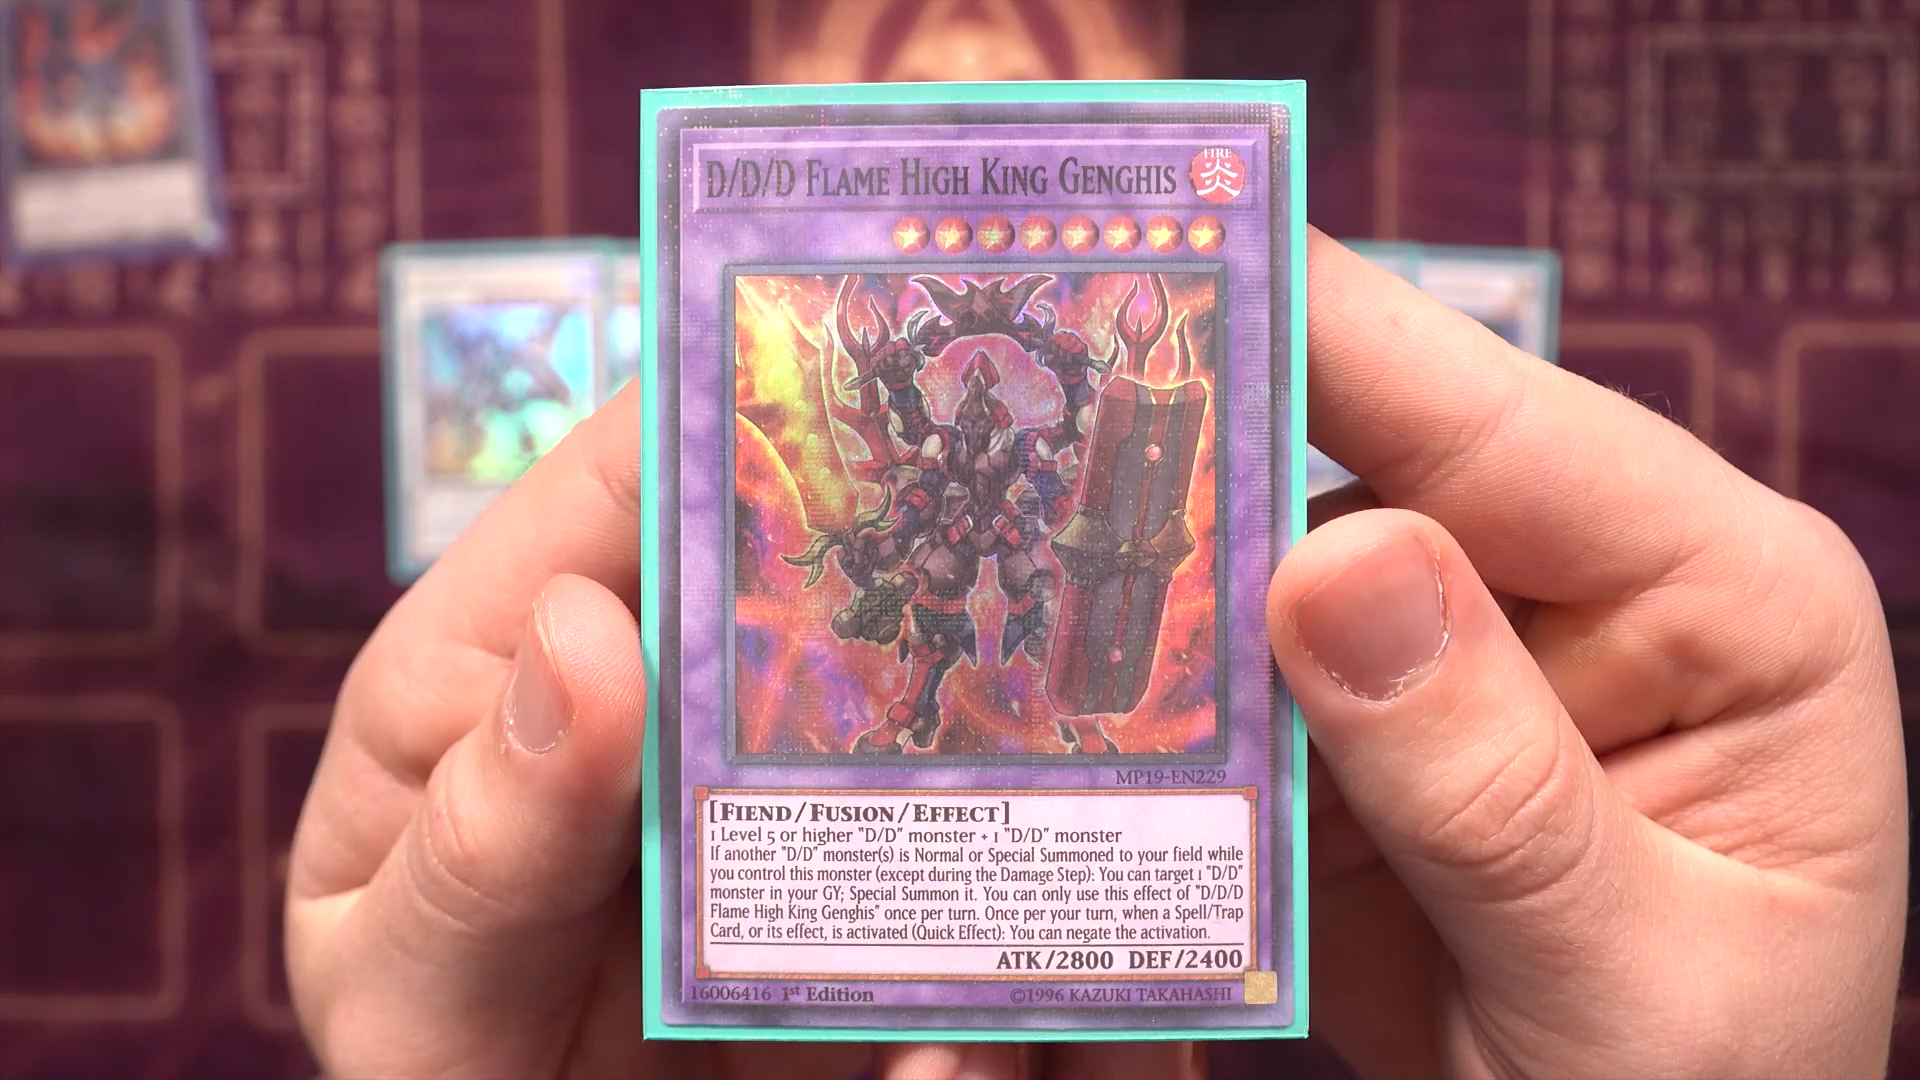 D/D/D FLAME HIGH KING GENGHIS
FIRE
炎
MP19-EN229
[FIEND/FUSION/EFFECT]
1 Level 5 or higher "D/D" monster + 1 "D/D" monster
If another "D/D" monster(s) is Normal or Special Summoned to your field while
you control this monster (except during the Damage Step): You can target 1 "D/D"
monster in your GY; Special Summon it. You can only use this effect of "D/D/D
Flame High King Genghis" once per turn. Once per your turn, when a Spell/Trap
Card, or its effect, is activated (Quick Effect): You can negate the activation.
ATK/2800 DEF/2400
16006416 1st Edition
©1996 KAZUKI TAKAHASHI